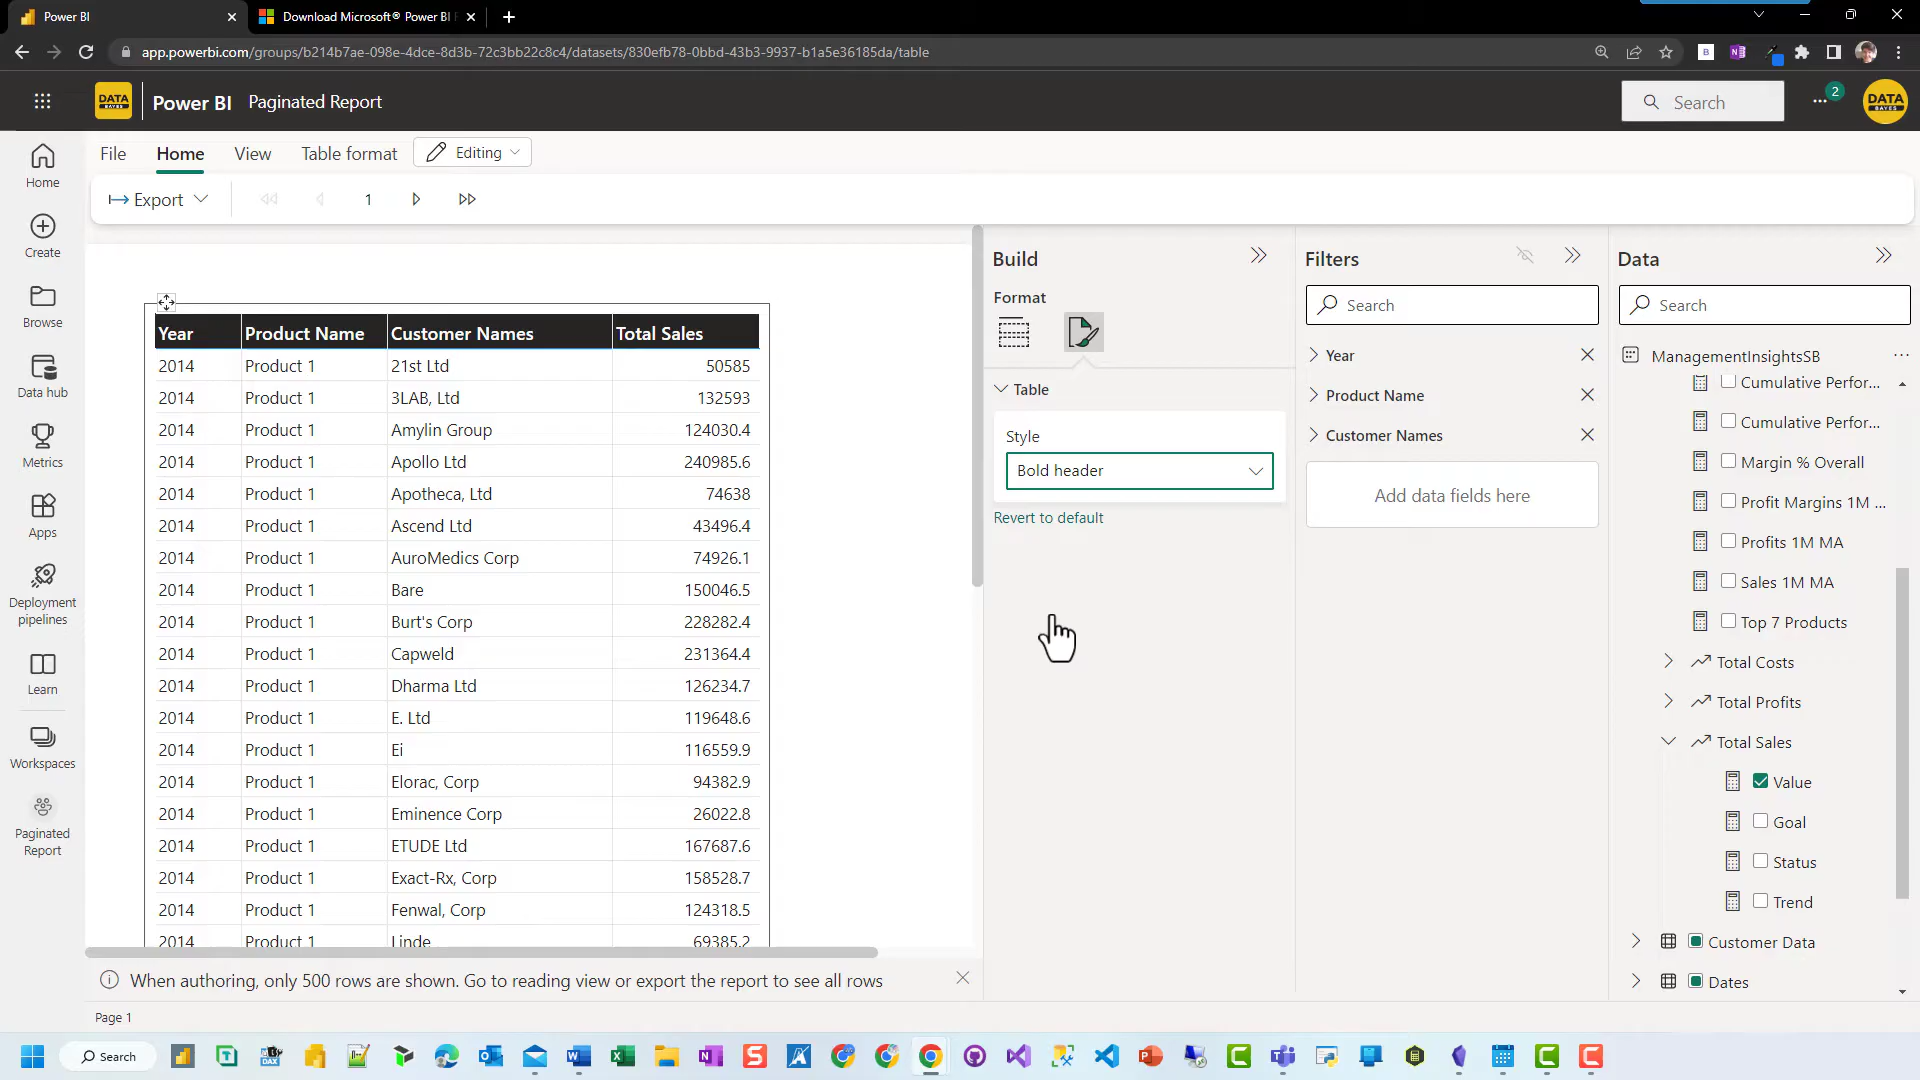 Power BI
Download Microsoft® Power BI
app.powerbi.com/groups/b214b7ae-098e-4dce-8d3b-72c3bb22c8c4/datasets/830efb78-0bbd-43b3-9937-b1a5e36185da/table
DATA BAYES Power BI Paginated Report Search 2 DATA BAYES
File Home View Table format Editing
Export 1
Home
Create
Browse
Data hub
Metrics
Apps
Deployment
pipelines
Learn
Workspaces
Paginated
Report
Year Product Name Customer Names Total Sales
2014 Product 1 21st Ltd 50585
2014 Product 1 3LAB, Ltd 132593
2014 Product 1 Amylin Group 124030.4
2014 Product 1 Apollo Ltd 240985.6
2014 Product 1 Apotheca, Ltd 74638
2014 Product 1 Ascend Ltd 43496.4
2014 Product 1 AuroMedics Corp 74926.1
2014 Product 1 Bare 150046.5
2014 Product 1 Burt's Corp 228282.4
2014 Product 1 Capweld 231364.4
2014 Product 1 Dharma Ltd 126234.7
2014 Product 1 E. Ltd 119648.6
2014 Product 1 Ei 116559.9
2014 Product 1 Elorac, Corp 94382.9
2014 Product 1 Eminence Corp 26022.8
2014 Product 1 ETUDE Ltd 167687.6
2014 Product 1 Exact-Rx, Corp 158528.7
2014 Product 1 Fenwal, Corp 124318.5
2014 Product 1 Linde 69385.2
When authoring, only 500 rows are shown. Go to reading view or export the report to see all rows
Page 1
Build
Format
Table
Style
Bold header
Revert to default
Filters
Search
Year
Product Name
Customer Names
Add data fields here
Data
Search
ManagementInsightsSB
Cumulative Perfor...
Cumulative Perfor...
Margin % Overall
Profit Margins 1M ...
Profits 1M MA
Sales 1M MA
Top 7 Products
Total Costs
Total Profits
Total Sales
Value
Goal
Status
Trend
Customer Data
Dates
Search